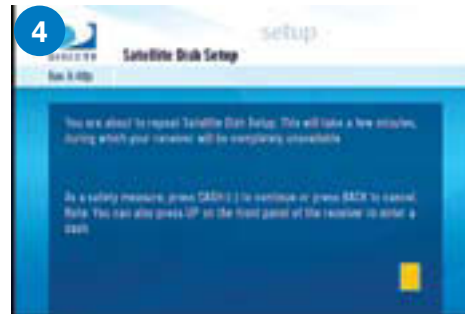 4
setup
DIRECTV
Satellite Dish Setup
You are about to repeat Satellite Dish Setup. This will take a few minutes,
during which your receiver will be completely unavailable.
As a safety measure, press DASH (-) to continue or press BACK to cancel.
Note: You can also press UP on the front panel of the receiver to enter a
dash.